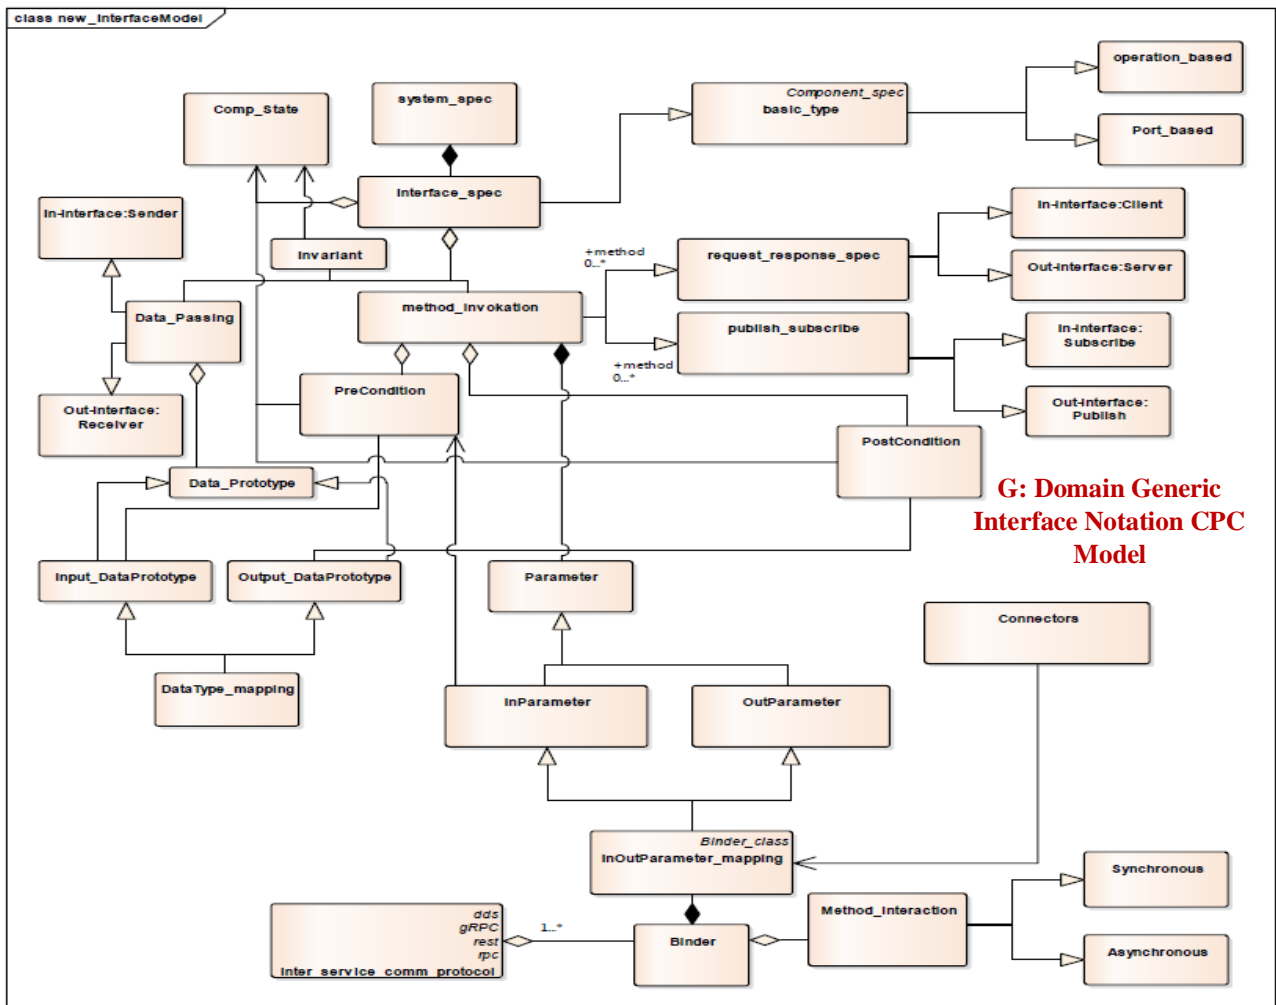 class new_InterfaceModel
Comp_State
system_spec
Component_spec
basic_type
operation_based
Port_based
Interface_spec
In-Interface:Sender
Invariant
In-Interface:Client
+method
0..*
request_response_spec
Out-Interface:Server
Data_Passing
method_Invokation
publish_subscribe
In-Interface:
Subscribe
+method
0..*
PreCondition
Out-Interface:
Receiver
Out-Interface:
Publish
PostCondition
Data_Prototype
G: Domain Generic
Interface Notation CPC
Model
Input_DataPrototype
Output_DataPrototype
Parameter
Connectors
DataType_mapping
InParameter
OutParameter
Binder_class
InOutParameter_mapping
Synchronous
dds
gRPC
rest
rpc
Inter_service_comm_protocol
1..*
Binder
Method_Interaction
Asynchronous